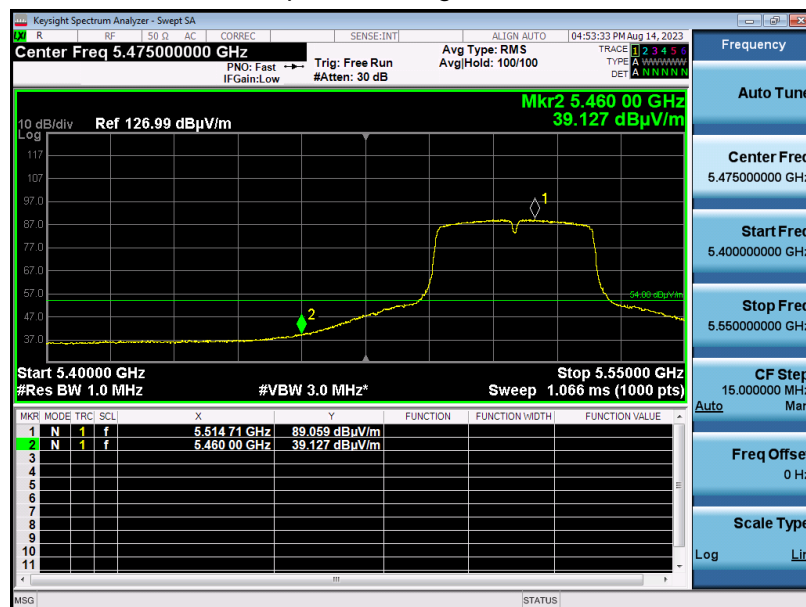 Keysight Spectrum Analyzer - Swept SA
LXI R RF 50 Ω AC CORREC SENSE:INT ALIGN AUTO 04:53:33 PM Aug 14, 2023
Center Freq 5.475000000 GHz
PNO: Fast
IFGain:Low
Trig: Free Run
#Atten: 30 dB
Avg Type: RMS
Avg|Hold: 100/100
TRACE 1 2 3 4 5 6
TYPE A WWWWW
DET A N N N N N
Mkr2 5.460 00 GHz
39.127 dBµV/m
10 dB/div Ref 126.99 dBµV/m
Log
117
107
97.0
87.0
77.0
67.0
57.0
47.0
37.0
1
2
54.00 dBµV/m
Start 5.40000 GHz Stop 5.55000 GHz
#Res BW 1.0 MHz #VBW 3.0 MHz* Sweep 1.066 ms (1000 pts)
MKR MODE TRC SCL X Y FUNCTION FUNCTION WIDTH FUNCTION VALUE
1 N 1 f 5.514 71 GHz 89.059 dBµV/m
2 N 1 f 5.460 00 GHz 39.127 dBµV/m
3
4
5
6
7
8
9
10
11
MSG STATUS
Frequency
Auto Tune
Center Freq
5.475000000 GHz
Start Freq
5.400000000 GHz
Stop Freq
5.550000000 GHz
CF Step
15.000000 MHz
Auto Man
Freq Offset
0 Hz
Scale Type
Log Lin